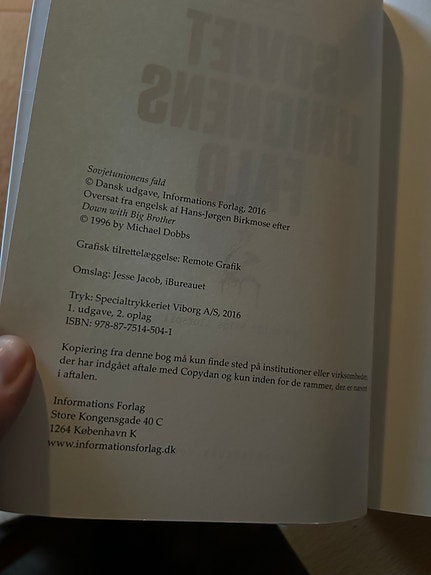 SOVJET
UNIONENS
FALD
Sovjetunionens fald
© Dansk udgave, Informations Forlag, 2016
Oversat fra engelsk af Hans-Jørgen Birkmose efter
Down with Big Brother
© 1996 by Michael Dobbs
Grafisk tilrettelæggelse: Remote Grafik
Omslag: Jesse Jacob, iBureauet
Tryk: Specialtrykkeriet Viborg A/S, 2016
1. udgave, 2. oplag
ISBN: 978-87-7514-504-1
Kopiering fra denne bog må kun finde sted på institutioner eller virksomheder,
der har indgået aftale med Copydan og kun inden for de rammer, der er nævnt
i aftalen.
Informations Forlag
Store Kongensgade 40 C
1264 København K
www.informationsforlag.dk